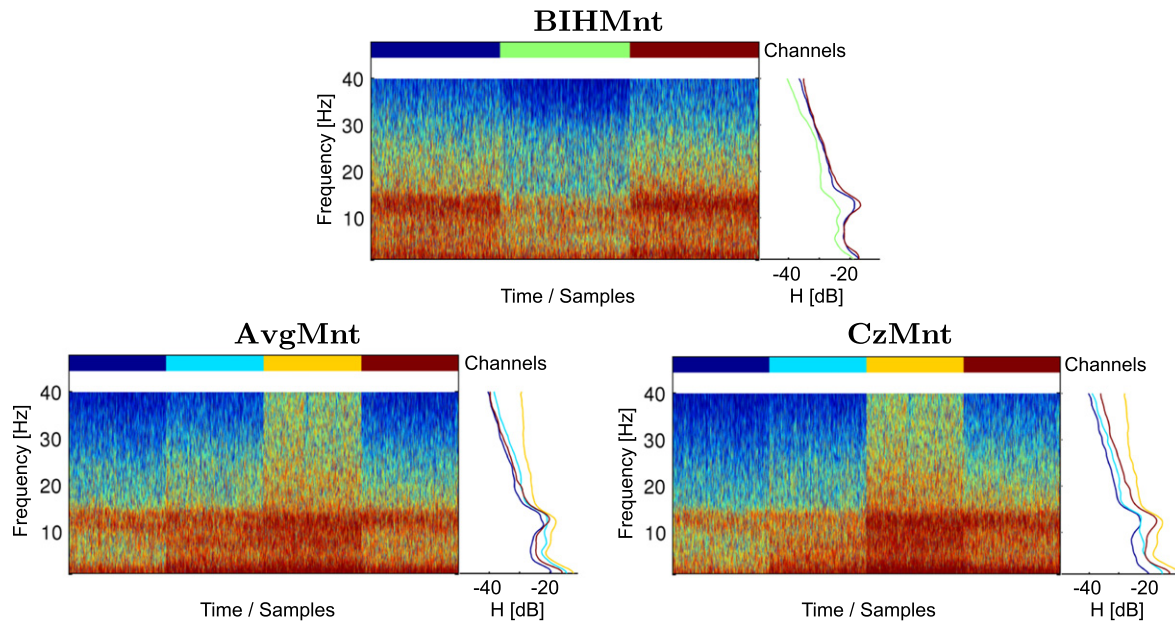 BIHMnt
Channels
40
30
20
10
Frequency [Hz]
-40 -20
Time / Samples
H [dB]
AvgMnt
Channels
40
30
20
10
Frequency [Hz]
-40 -20
Time / Samples
H [dB]
CzMnt
Channels
40
30
20
10
Frequency [Hz]
-40 -20
Time / Samples
H [dB]